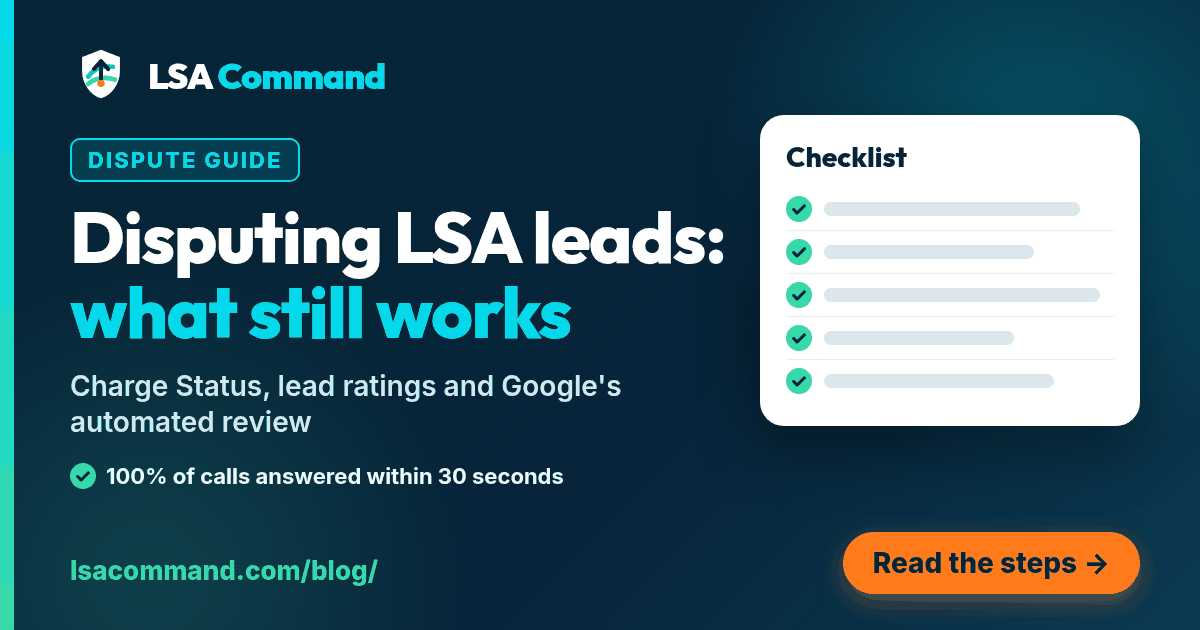 LSA Command
DISPUTE GUIDE
Disputing LSA leads:
what still works
Charge Status, lead ratings and Google's
automated review
100% of calls answered within 30 seconds
lsacommand.com/blog/
Checklist
Read the steps →